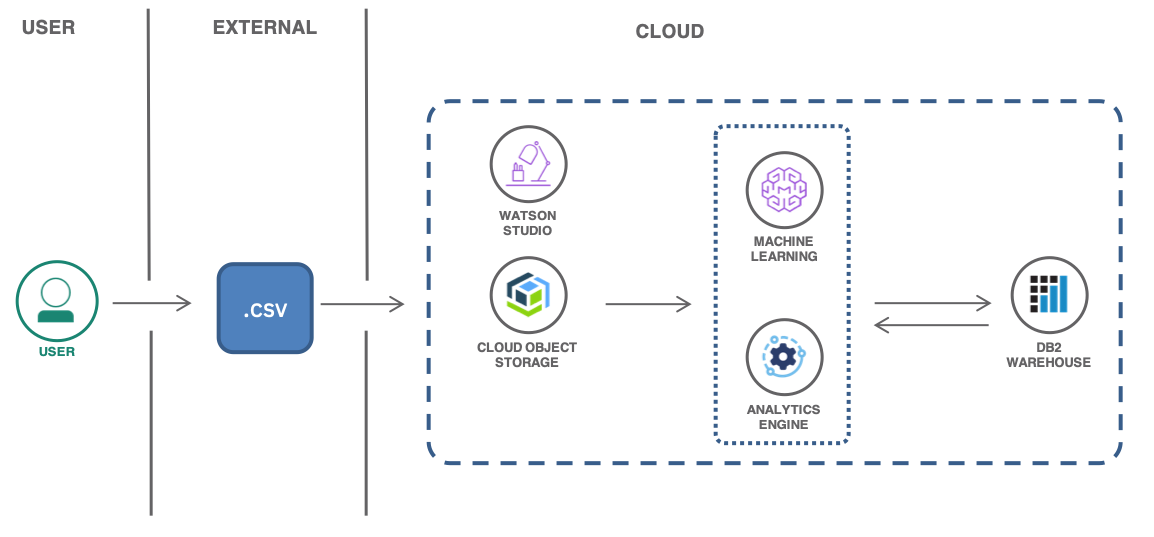 USER
EXTERNAL
CLOUD
USER
.CSV
WATSON
STUDIO
CLOUD OBJECT
STORAGE
MACHINE
LEARNING
ANALYTICS
ENGINE
DB2
WAREHOUSE